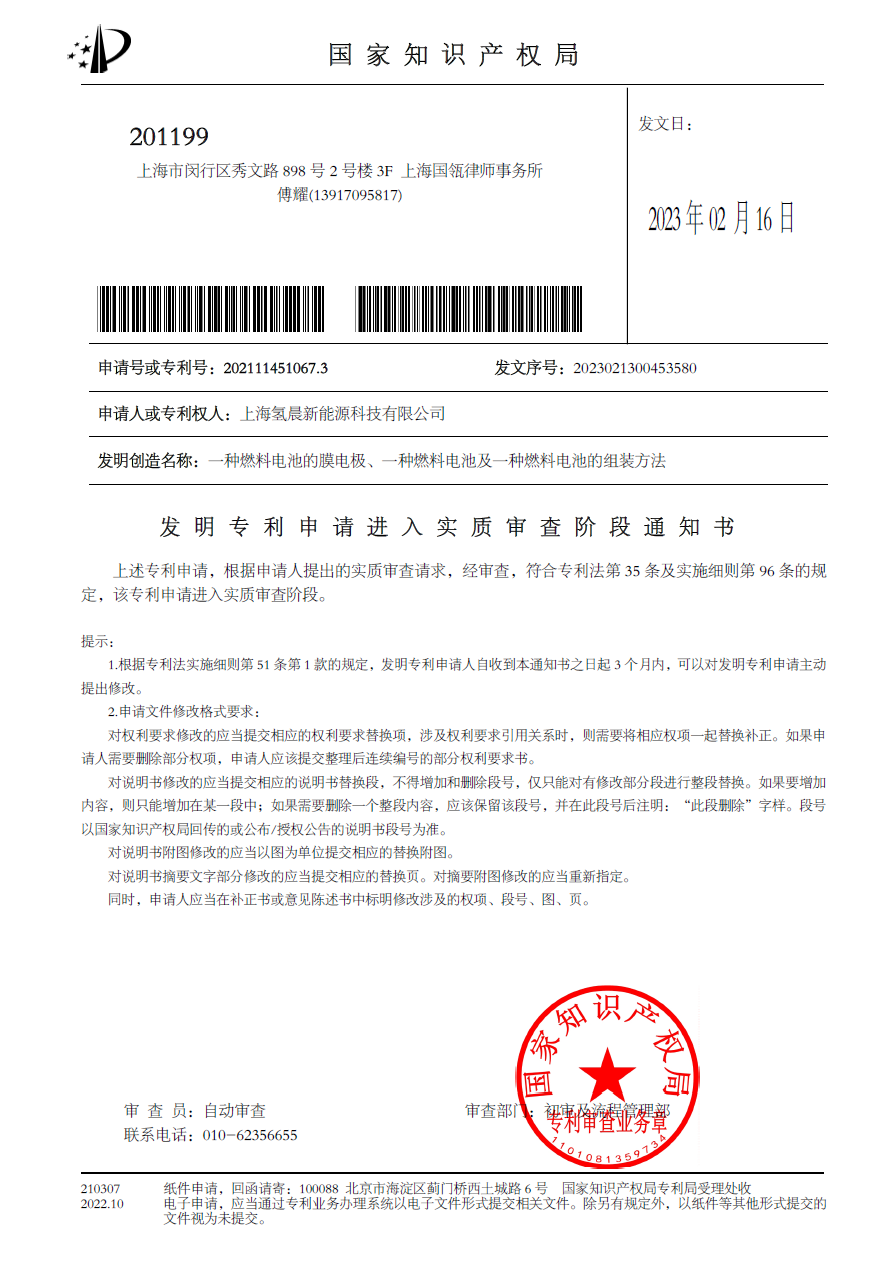 国家知识产权局
201199
上海市闵行区秀文路 898 号 2 号楼 3F 上海国瓴律师事务所
傅耀(13917095817)
发文日：
2023年02月16日
申请号或专利号：202111451067.3
发文序号：2023021300453580
申请人或专利权人：上海氢晨新能源科技有限公司
发明创造名称：一种燃料电池的膜电极、一种燃料电池及一种燃料电池的组装方法
发明专利申请进入实质审查阶段通知书
上述专利申请，根据申请人提出的实质审查请求，经审查，符合专利法第 35 条及实施细则第 96 条的规
定，该专利申请进入实质审查阶段。
提示：
1.根据专利法实施细则第 51 条第 1 款的规定，发明专利申请人自收到本通知书之日起 3 个月内，可以对发明专利申请主动
提出修改。
2.申请文件修改格式要求：
对权利要求修改的应当提交相应的权利要求替换项，涉及权利要求引用关系时，则需要将相应权项一起替换补正。如果申
请人需要删除部分权项，申请人应该提交整理后连续编号的部分权利要求书。
对说明书修改的应当提交相应的说明书替换段，不得增加和删除段号，仅只能对有修改部分段进行整段替换。如果要增加
内容，则只能增加在某一段中；如果需要删除一个整段内容，应该保留该段号，并在此段号后注明：“此段删除”字样。段号
以国家知识产权局回传的或公布/授权公告的说明书段号为准。
对说明书附图修改的应当以图为单位提交相应的替换附图。
对说明书摘要文字部分修改的应当提交相应的替换页。对摘要附图修改的应当重新指定。
同时，申请人应当在补正书或意见陈述书中标明修改涉及的权项、段号、图、页。
国家知识产权局
审 查 员：自动审查
审查部门：初审及流程管理部
专利审查业务章
联系电话：010-62356655
1101081359734
210307
纸件申请，回函请寄：100088 北京市海淀区蓟门桥西土城路 6 号 国家知识产权局专利局受理处收
2022.10
电子申请，应当通过专利业务办理系统以电子文件形式提交相关文件。除另有规定外，以纸件等其他形式提交的
文件视为未提交。